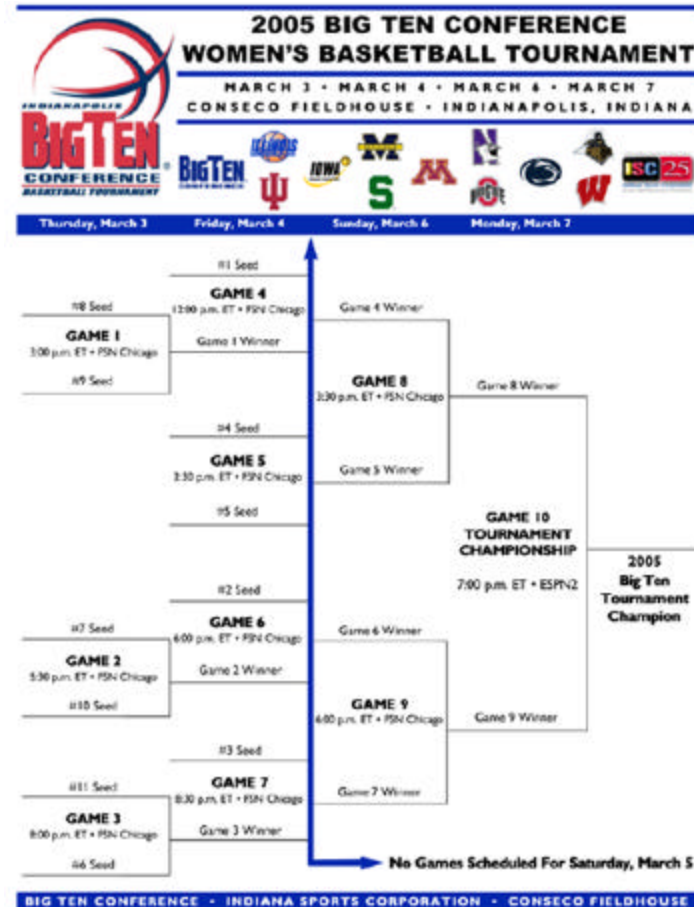 2005 BIG TEN CONFERENCE
WOMEN'S BASKETBALL TOURNAMENT
MARCH 3 • MARCH 4 • MARCH 6 • MARCH 7
CONSECO FIELDHOUSE • INDIANAPOLIS, INDIANA
INDIANAPOLIS
BIG TEN
CONFERENCE
BASKETBALL TOURNAMENT
BIG TEN
CONFERENCE
ILLINOIS
IOWA
M
S
M
N
OHIO STATE
W
ISC 25
Thursday, March 3
Friday, March 4
Sunday, March 6
Monday, March 7
#1 Seed
GAME 4
12:00 p.m. ET • FSN Chicago
Game 1 Winner
#8 Seed
GAME 1
3:00 p.m. ET • FSN Chicago
#9 Seed
Game 4 Winner
GAME 8
3:30 p.m. ET • FSN Chicago
Game 8 Winner
#4 Seed
GAME 5
2:30 p.m. ET • FSN Chicago
Game 5 Winner
#5 Seed
GAME 10
TOURNAMENT
CHAMPIONSHIP
7:00 p.m. ET • ESPN2
2005
Big Ten
Tournament
Champion
#2 Seed
GAME 6
6:00 p.m. ET • FSN Chicago
Game 2 Winner
#7 Seed
GAME 2
5:30 p.m. ET • FSN Chicago
#10 Seed
Game 6 Winner
GAME 9
6:00 p.m. ET • FSN Chicago
Game 9 Winner
#3 Seed
GAME 7
8:30 p.m. ET • FSN Chicago
Game 7 Winner
Game 3 Winner
#11 Seed
GAME 3
8:00 p.m. ET • FSN Chicago
#6 Seed
No Games Scheduled For Saturday, March 5
BIG TEN CONFERENCE • INDIANA SPORTS CORPORATION • CONSECO FIELDHOUSE